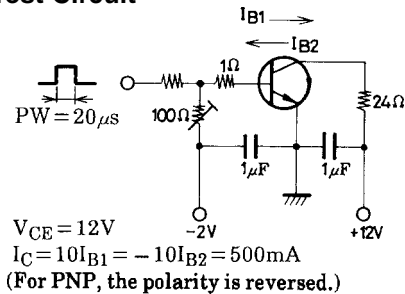 est Circuit
IB1
IB2
PW=20μs
1Ω
100Ω
24Ω
1μF
1μF
-2V
+12V
VCE=12V
IC=10IB1=-10IB2=500mA
(For PNP, the polarity is reversed.)